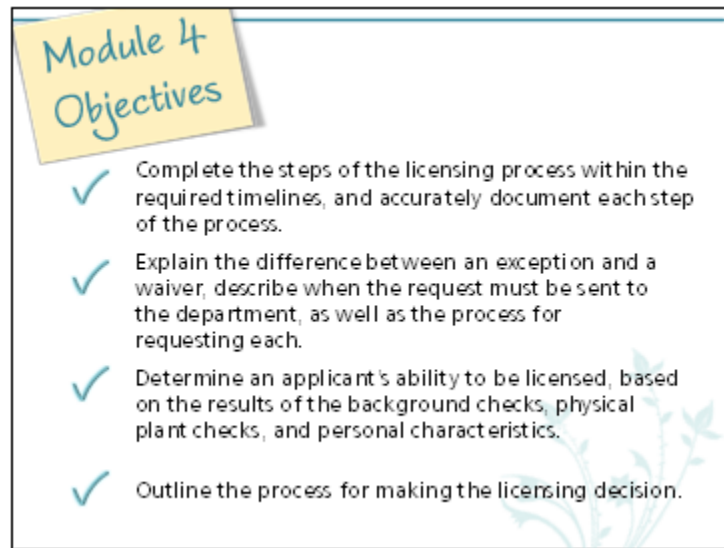 Module 4
Objectives
Complete the steps of the licensing process within the
required timelines, and accurately document each step
of the process.
Explain the difference between an exception and a
waiver, describe when the request must be sent to
the department, as well as the process for
requesting each.
Determine an applicant's ability to be licensed, based
on the results of the background checks, physical
plant checks, and personal characteristics.
Outline the process for making the licensing decision.